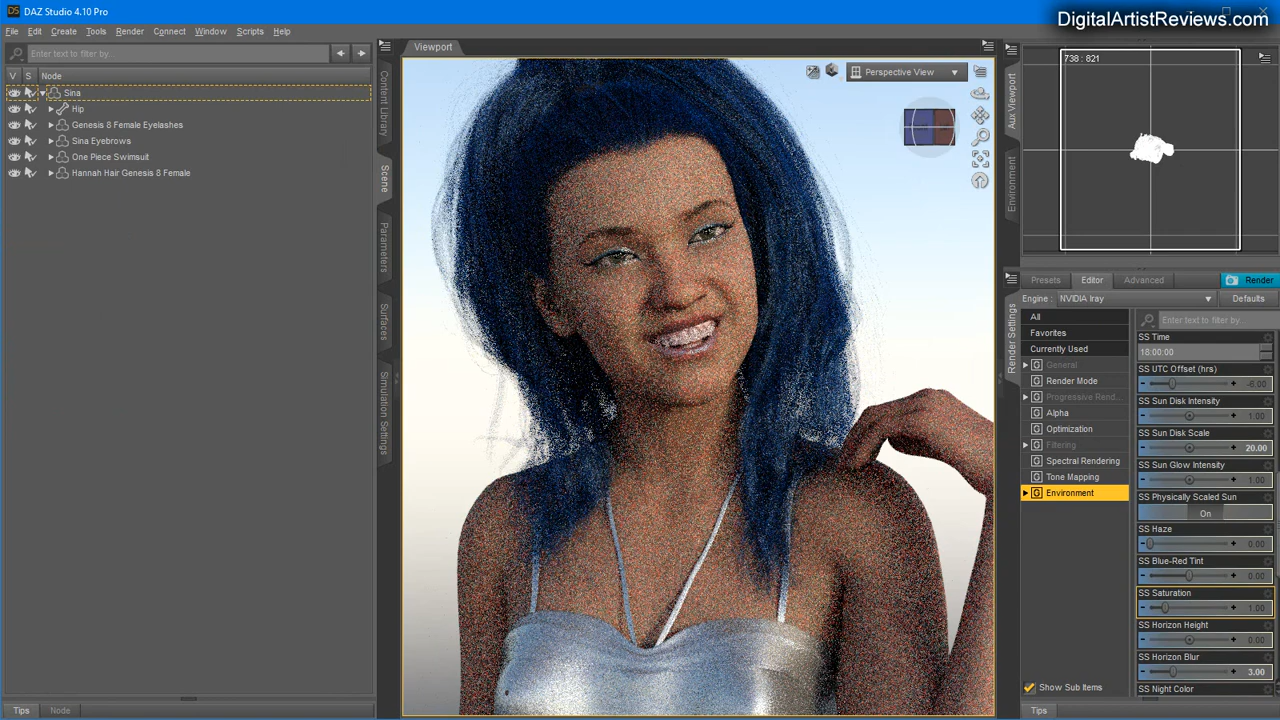 DAZ Studio 4.10 Pro
DigitalArtistReviews.com
File Edit Create Tools Render Connect Window Scripts Help
Enter text to filter by...
V S Node
Sina
Hip
Genesis 8 Female Eyelashes
Sina Eyebrows
One Piece Swimsuit
Hannah Hair Genesis 8 Female
Tips Node
Content Library
Scene
Parameters
Surfaces
Simulation Settings
Viewport
Perspective View
Aux Viewport
Environment
738 : 821
Render Settings
Presets Editor Advanced Render
Engine : NVIDIA Iray Defaults
All
Favorites
Currently Used
General
Render Mode
Progressive Rend...
Alpha
Optimization
Filtering
Spectral Rendering
Tone Mapping
Environment
Show Sub Items
Enter text to filter by...
SS Time
18:00:00
SS UTC Offset (hrs)
-6.00
SS Sun Disk Intensity
1.00
SS Sun Disk Scale
20.00
SS Sun Glow Intensity
1.00
SS Physically Scaled Sun
On
SS Haze
0.00
SS Blue-Red Tint
0.00
SS Saturation
1.00
SS Horizon Height
0.00
SS Horizon Blur
3.00
SS Night Color
Tips